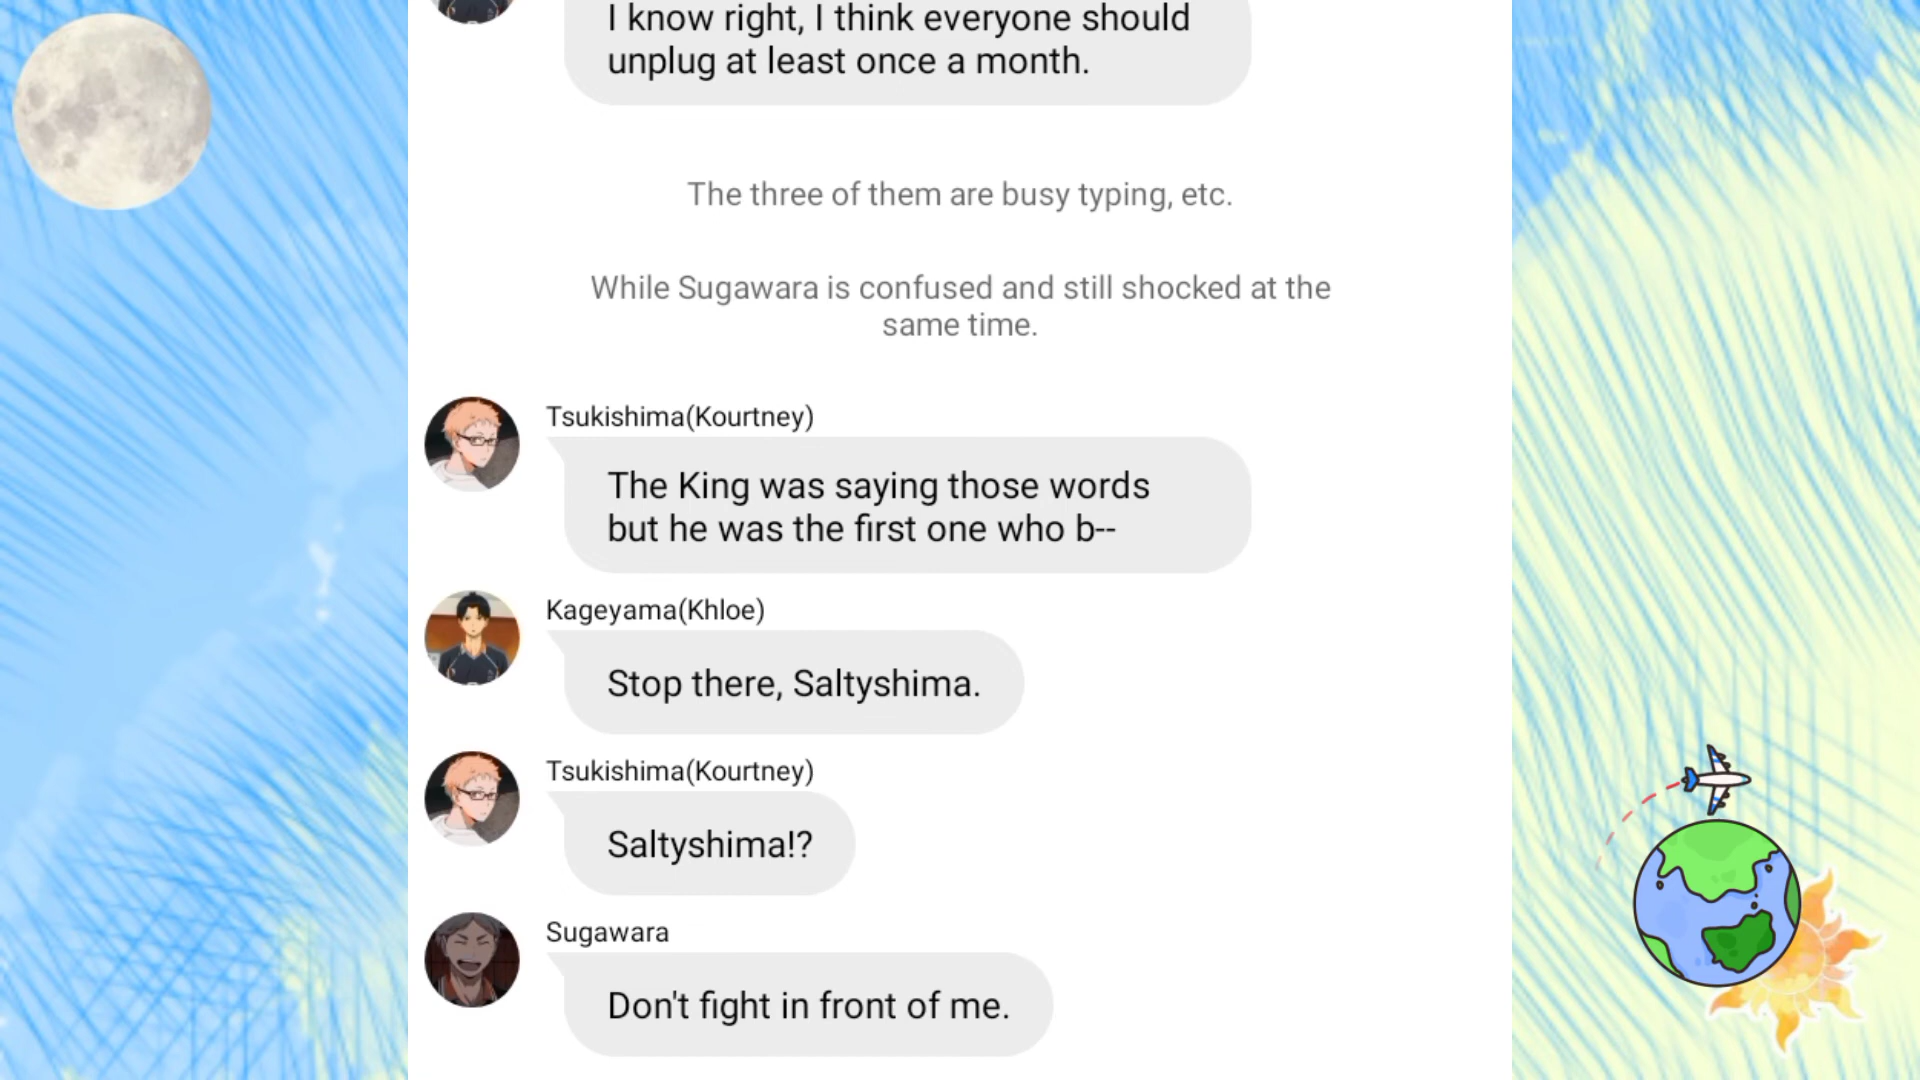 I know right, I think everyone should
unplug at least once a month.
The three of them are busy typing, etc.
While Sugawara is confused and still shocked at the
same time.
Tsukishima(Kourtney)
The King was saying those words
but he was the first one who b--
Kageyama(Khloe)
Stop there, Saltyshima.
Tsukishima(Kourtney)
Saltyshima!?
Sugawara
Don't fight in front of me.